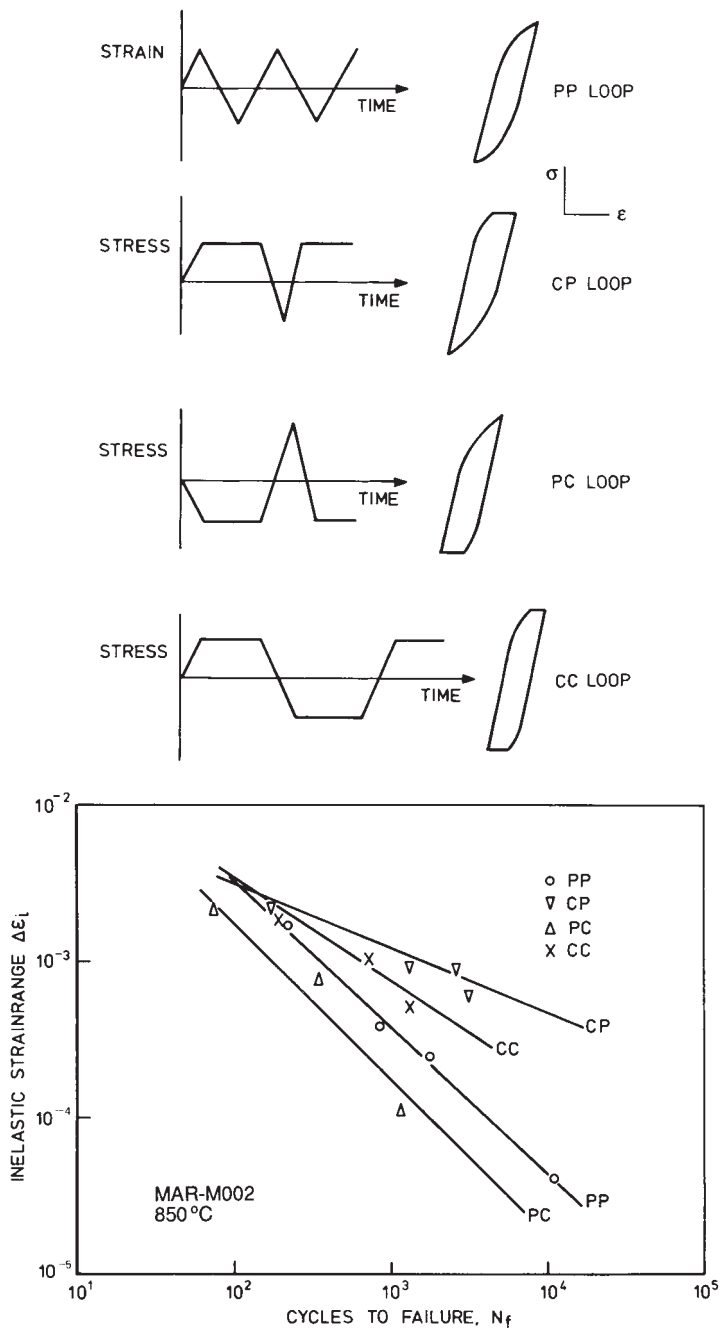 STRAIN
TIME
PP LOOP
σ
ε
STRESS
TIME
CP LOOP
STRESS
TIME
PC LOOP
STRESS
TIME
CC LOOP
INELASTIC STRAINRANGE Δεᵢ
10⁻²
10⁻³
10⁻⁴
10⁻⁵
PP
CP
PC
CC
CP
CC
PP
PC
MAR-M002
850°C
10¹
10²
10³
10⁴
10⁵
CYCLES TO FAILURE, N_f